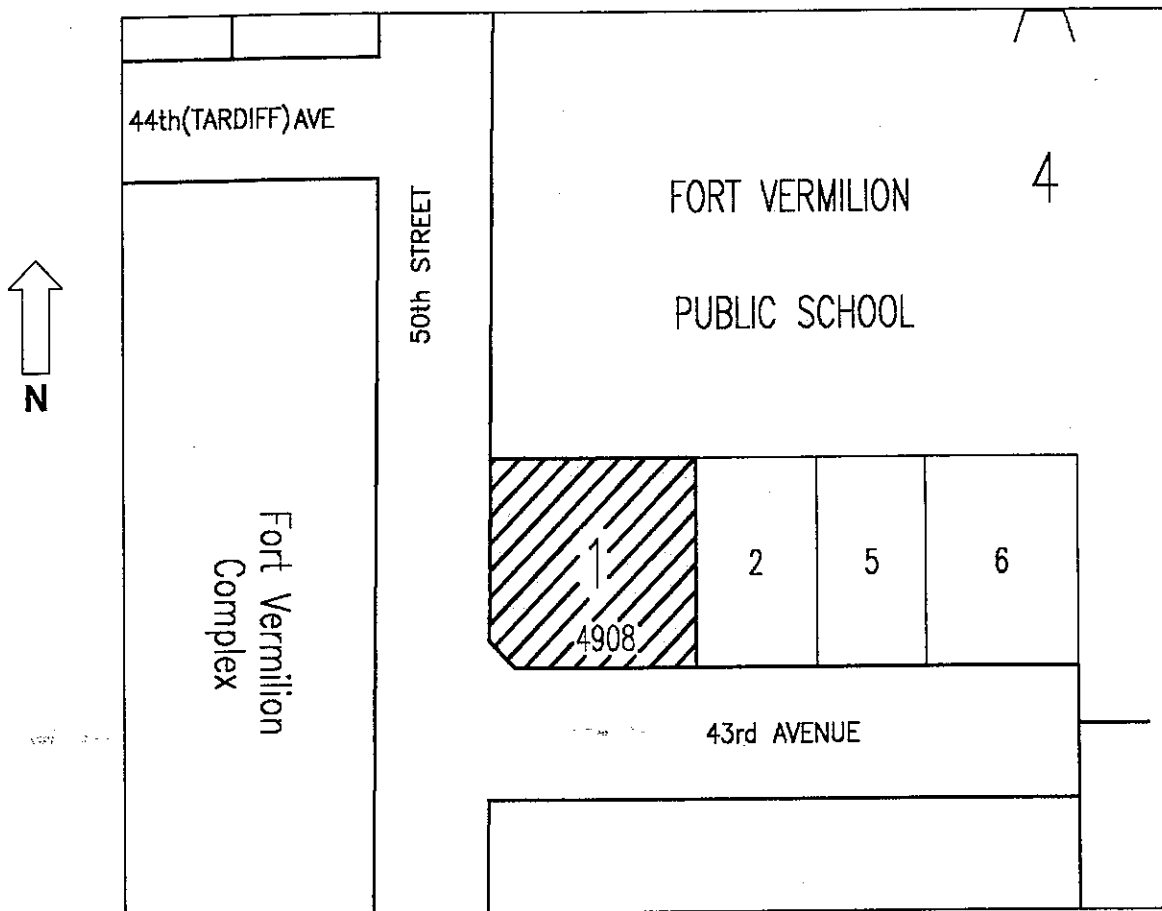 44th(TARDIFF)AVE
50th STREET
FORT VERMILION
4
PUBLIC SCHOOL
N
Fort Vermilion
Complex
1
4908
2
5
6
43rd AVENUE